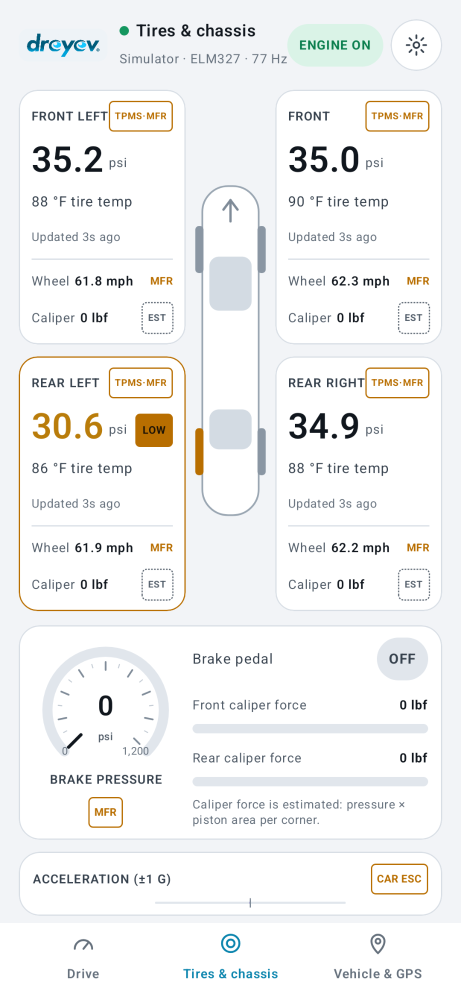 dreyev.
Tires & chassis
Simulator · ELM327 · 77 Hz
ENGINE ON
FRONT LEFT
TPMS·MFR
35.2 psi
88 °F tire temp
Updated 3s ago
Wheel 61.8 mph MFR
Caliper 0 lbf EST
FRONT
TPMS·MFR
35.0 psi
90 °F tire temp
Updated 3s ago
Wheel 62.3 mph MFR
Caliper 0 lbf EST
REAR LEFT
TPMS·MFR
30.6 psi LOW
86 °F tire temp
Updated 3s ago
Wheel 61.9 mph MFR
Caliper 0 lbf EST
REAR RIGHT
TPMS·MFR
34.9 psi
88 °F tire temp
Updated 3s ago
Wheel 62.2 mph MFR
Caliper 0 lbf EST
0
psi
0 1,200
BRAKE PRESSURE
MFR
Brake pedal OFF
Front caliper force 0 lbf
Rear caliper force 0 lbf
Caliper force is estimated: pressure ×
piston area per corner.
ACCELERATION (±1 G) CAR ESC
Drive
Tires & chassis
Vehicle & GPS